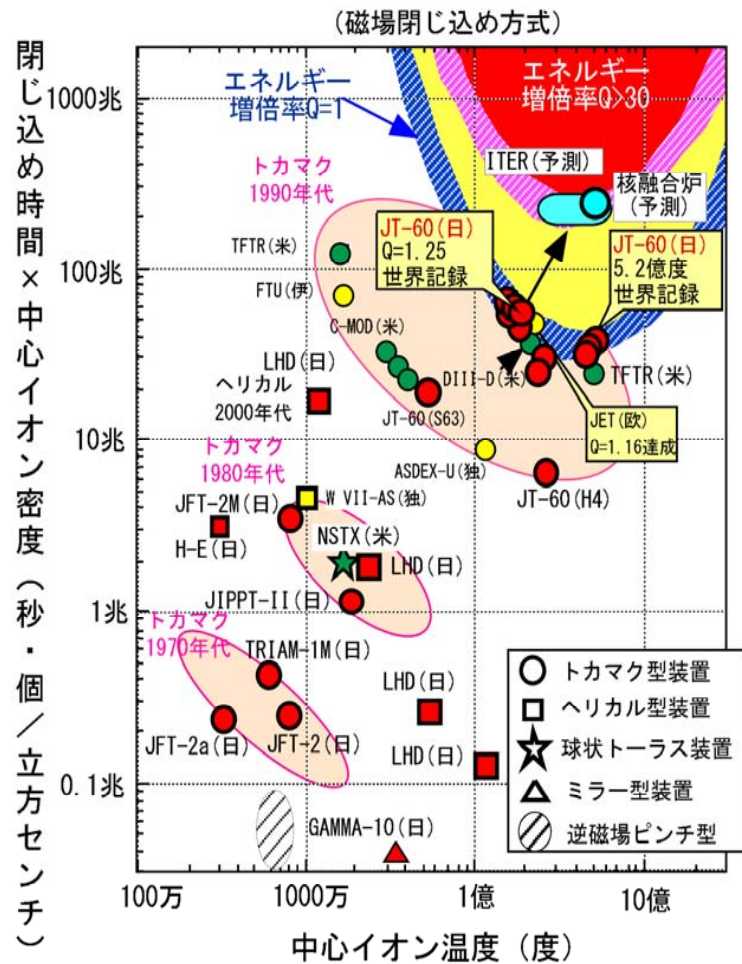 (磁場閉じ込め方式)
閉じ込め時間×中心イオン密度(秒・個/立方センチ)
1000兆
100兆
10兆
1兆
0.1兆
エネルギー
増倍率Q=1
エネルギー
増倍率Q>30
ITER(予測)
核融合炉
(予測)
トカマク
1990年代
JT-60(日)
Q=1.25
世界記録
JT-60(日)
5.2億度
世界記録
TFTR(米)
FTU(伊)
C-MOD(米)
LHD(日)
ヘリカル
2000年代
DIII-D(米)
TFTR(米)
JT-60(S63)
JET(欧)
Q=1.16達成
トカマク
1980年代
ASDEX-U(独)
JT-60(H4)
JFT-2M(日)
W VII-AS(独)
H-E(日)
NSTX(米)
LHD(日)
JIPPT-II(日)
トカマク
1970年代
TRIAM-1M(日)
LHD(日)
JFT-2a(日)
JFT-2(日)
LHD(日)
GAMMA-10(日)
トカマク型装置
ヘリカル型装置
球状トーラス装置
ミラー型装置
逆磁場ピンチ型
100万
1000万
1億
10億
中心イオン温度(度)